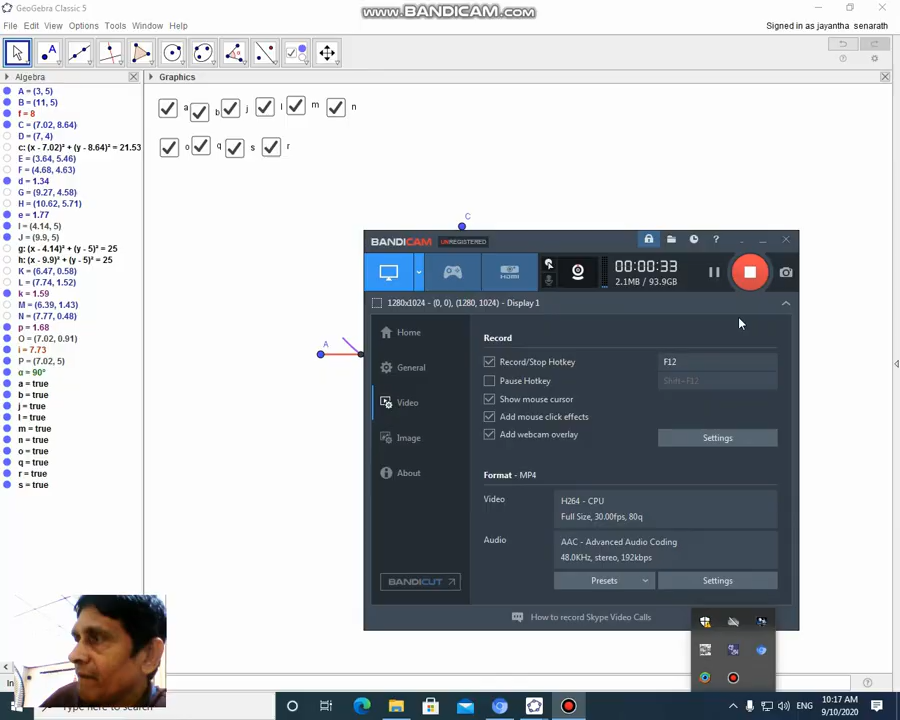 GeoGebra Classic 5
www.BANDICAM.com
File Edit View Options Tools Window Help
Signed in as jayantha senarath
Algebra
Graphics
A = (3, 5)
B = (11, 5)
f = 8
C = (7.02, 8.64)
D = (7, 4)
c: (x - 7.02)² + (y - 8.64)² = 21.53
E = (3.64, 5.46)
F = (4.68, 4.63)
d = 1.34
G = (9.27, 4.58)
H = (10.62, 5.71)
e = 1.77
I = (4.14, 5)
J = (9.9, 5)
g: (x - 4.14)² + (y - 5)² = 25
h: (x - 9.9)² + (y - 5)² = 25
K = (6.47, 0.58)
L = (7.74, 1.52)
k = 1.59
M = (6.39, 1.43)
N = (7.77, 0.48)
p = 1.68
O = (7.02, 0.91)
i = 7.73
P = (7.02, 5)
α = 90°
a = true
b = true
j = true
l = true
m = true
n = true
o = true
q = true
r = true
s = true
a b j l m n
o q s r
C
A
BANDICAM UNREGISTERED
HDMI
00:00:33
2.1MB / 93.9GB
1280x1024 - (0, 0), (1280, 1024) - Display 1
Home
General
Video
Image
About
BANDICUT
Record
Record/Stop Hotkey F12
Pause Hotkey Shift+F12
Show mouse cursor
Add mouse click effects
Add webcam overlay
Settings
Format - MP4
Video
H264 - CPU
Full Size, 30.00fps, 80q
Audio
AAC - Advanced Audio Coding
48.0KHz, stereo, 192kbps
Presets
Settings
How to record Skype Video Calls
here to search
10:17 AM
9/10/2020